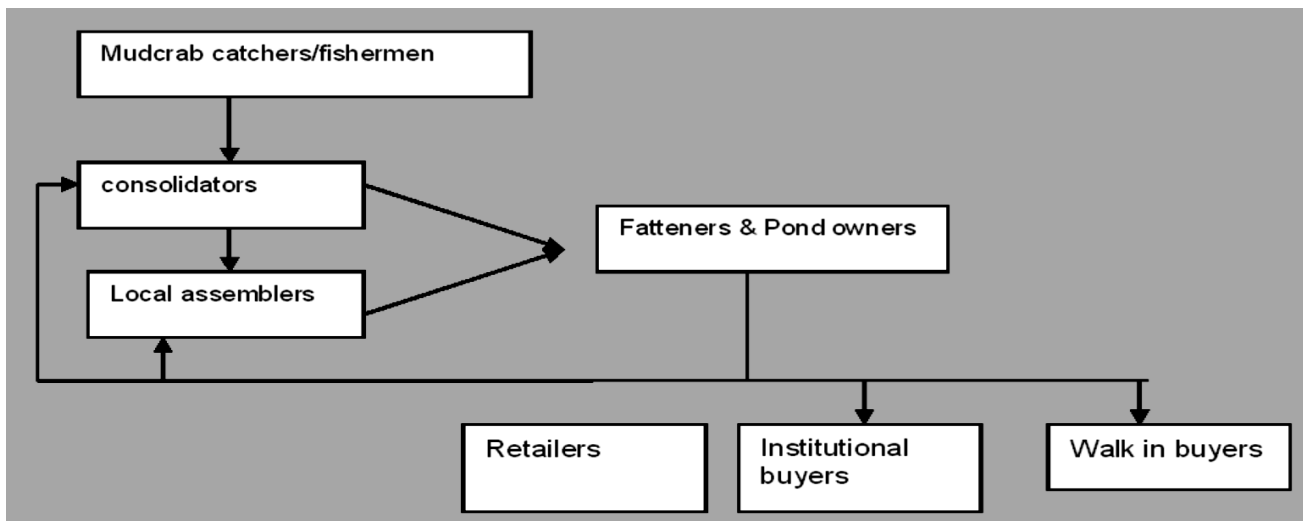 Mudcrab catchers/fishermen
consolidators
Fatteners & Pond owners
Local assemblers
Retailers
Institutional
buyers
Walk in buyers